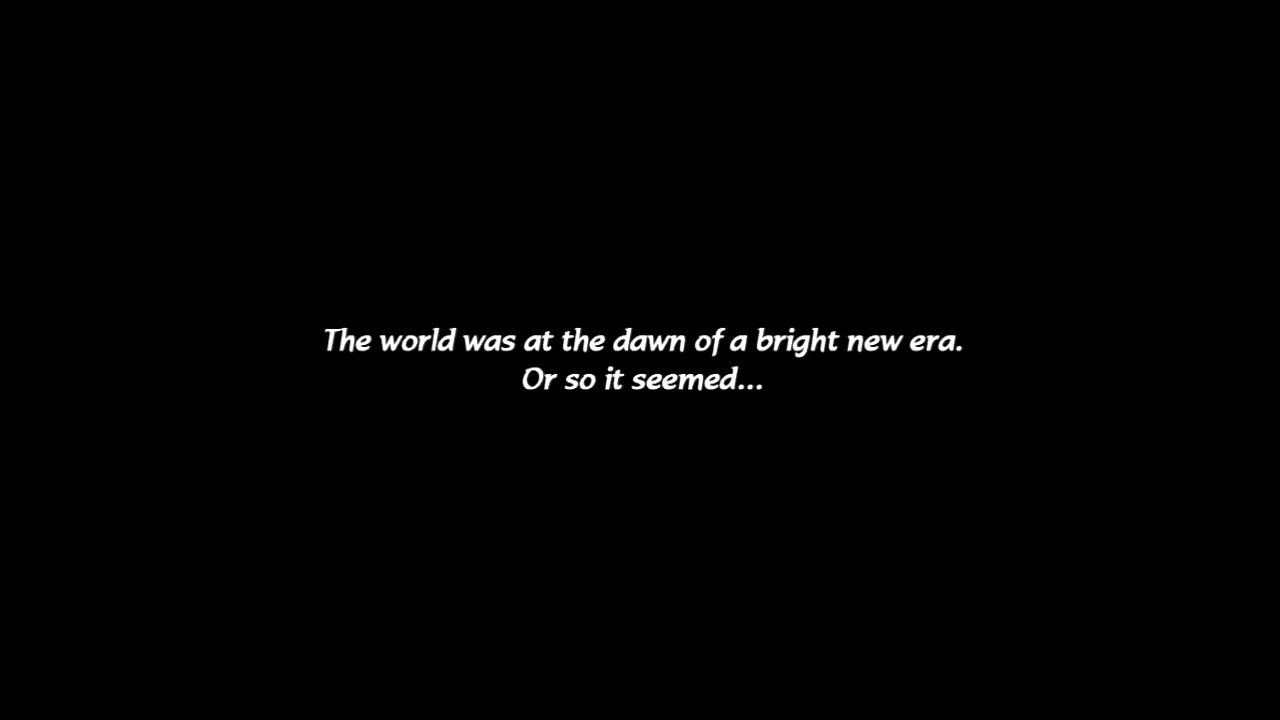 The world was at the dawn of a bright new era.
Or so it seemed...